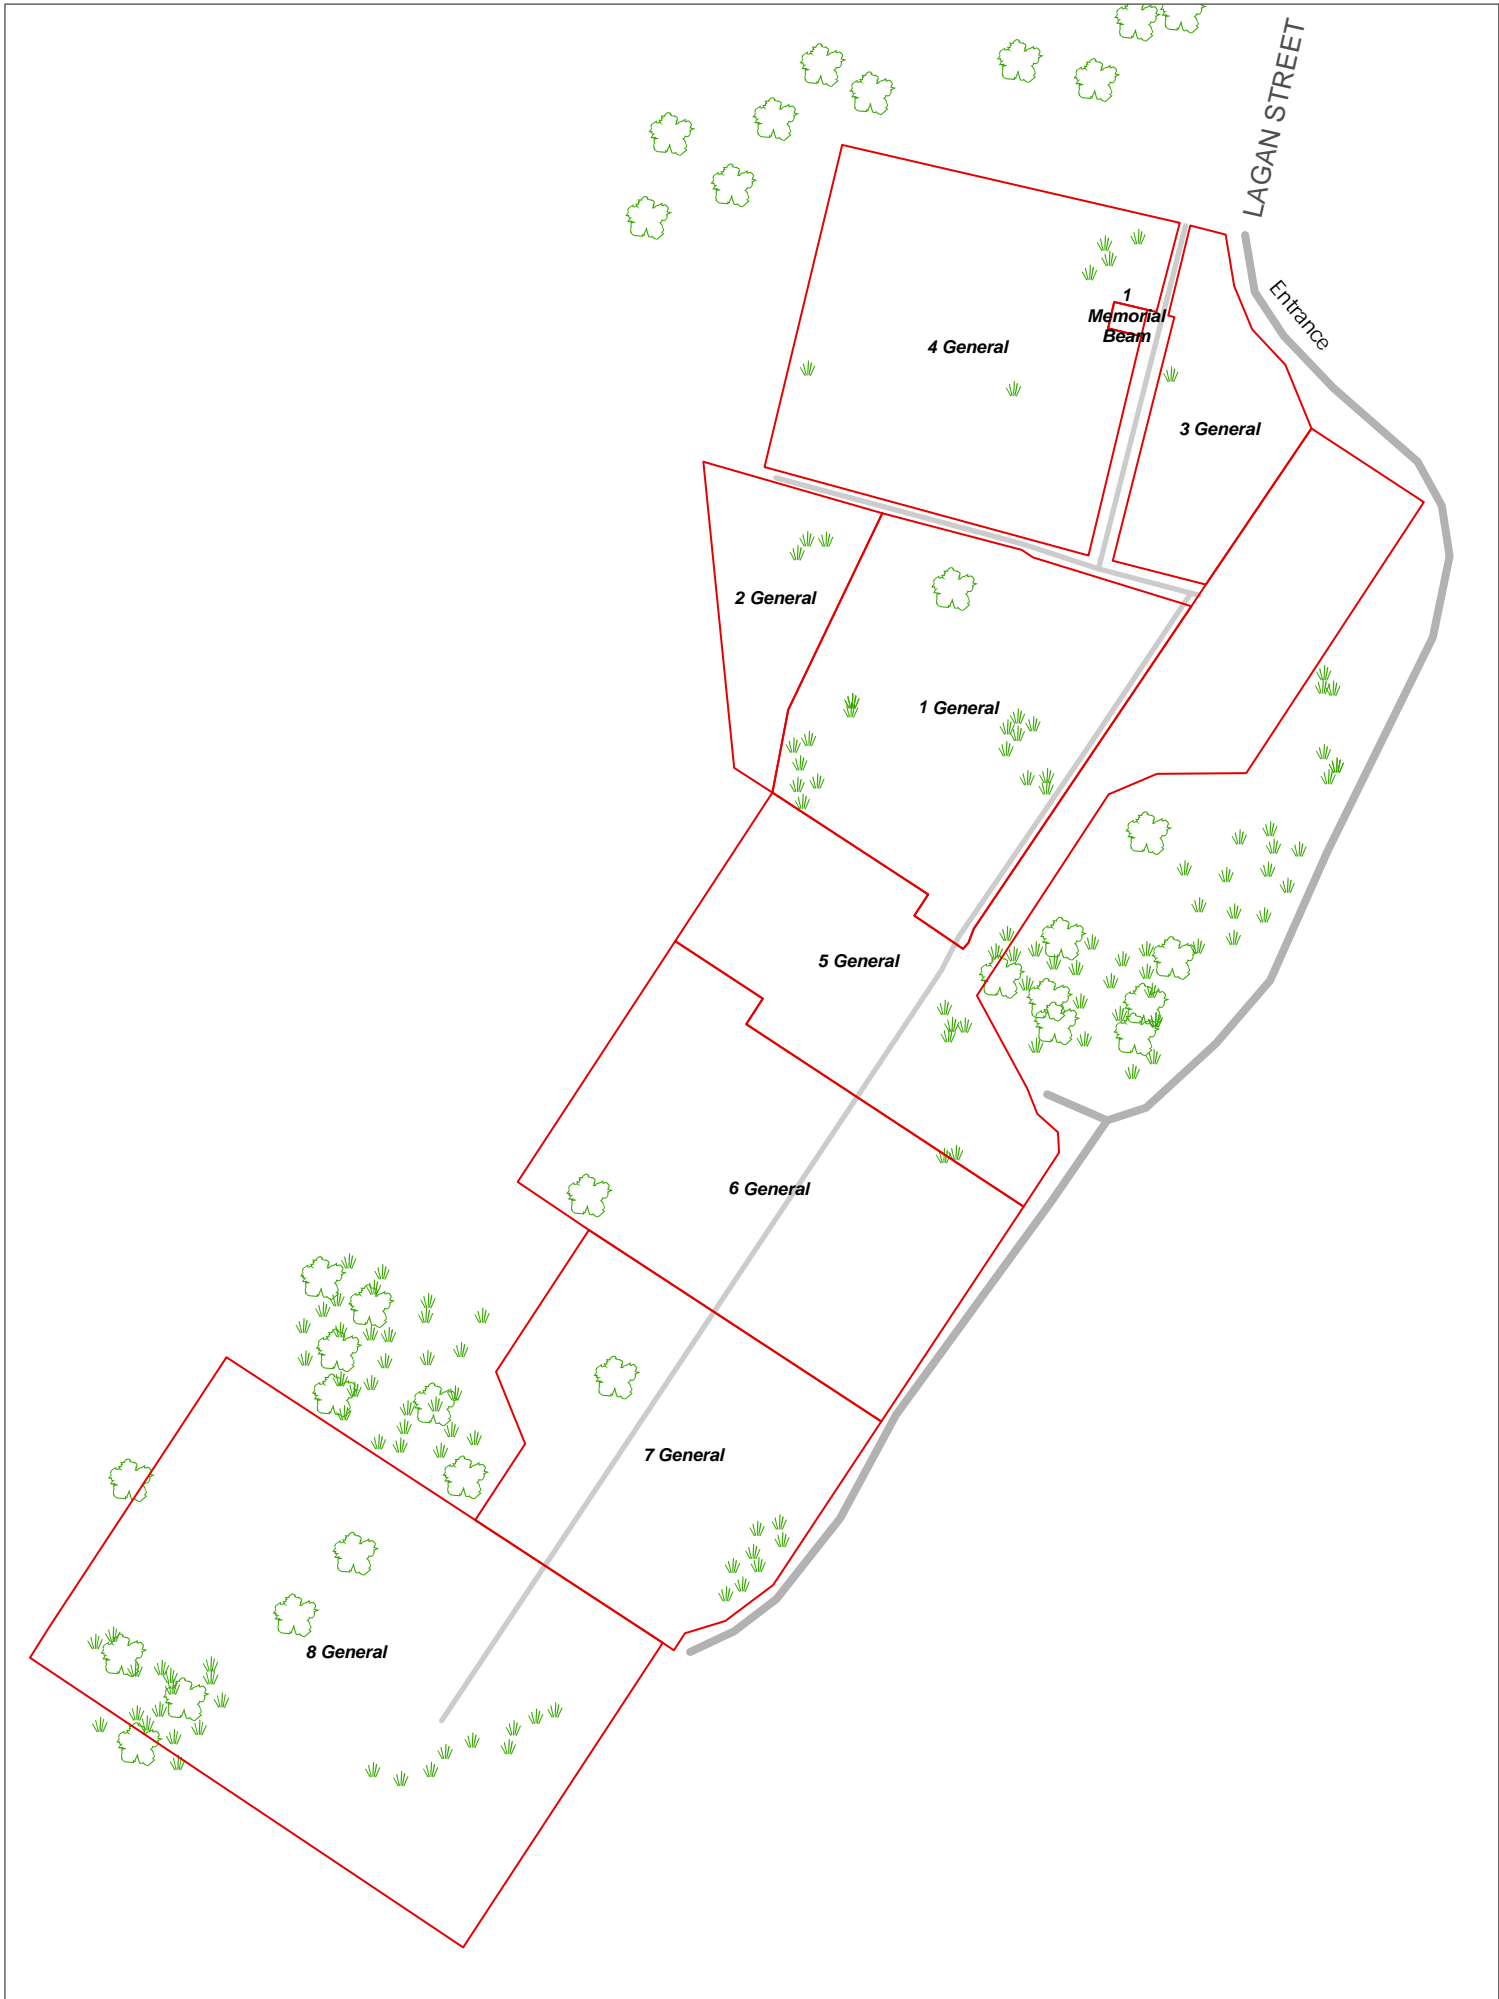 LAGAN STREET
Entrance
1
Memorial
Beam
4 General
3 General
2 General
1 General
5 General
6 General
7 General
8 General